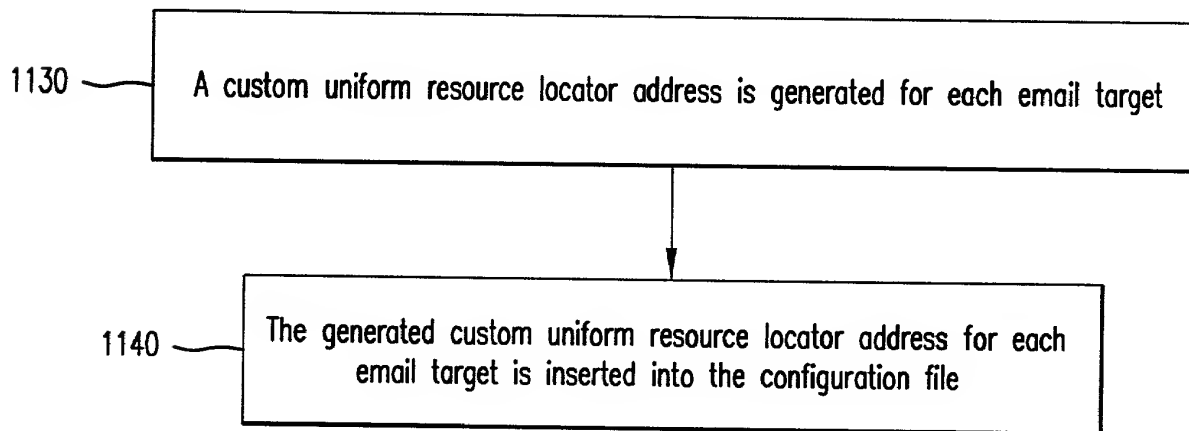 1130
A custom uniform resource locator address is generated for each email target
1140
The generated custom uniform resource locator address for each
email target is inserted into the configuration file